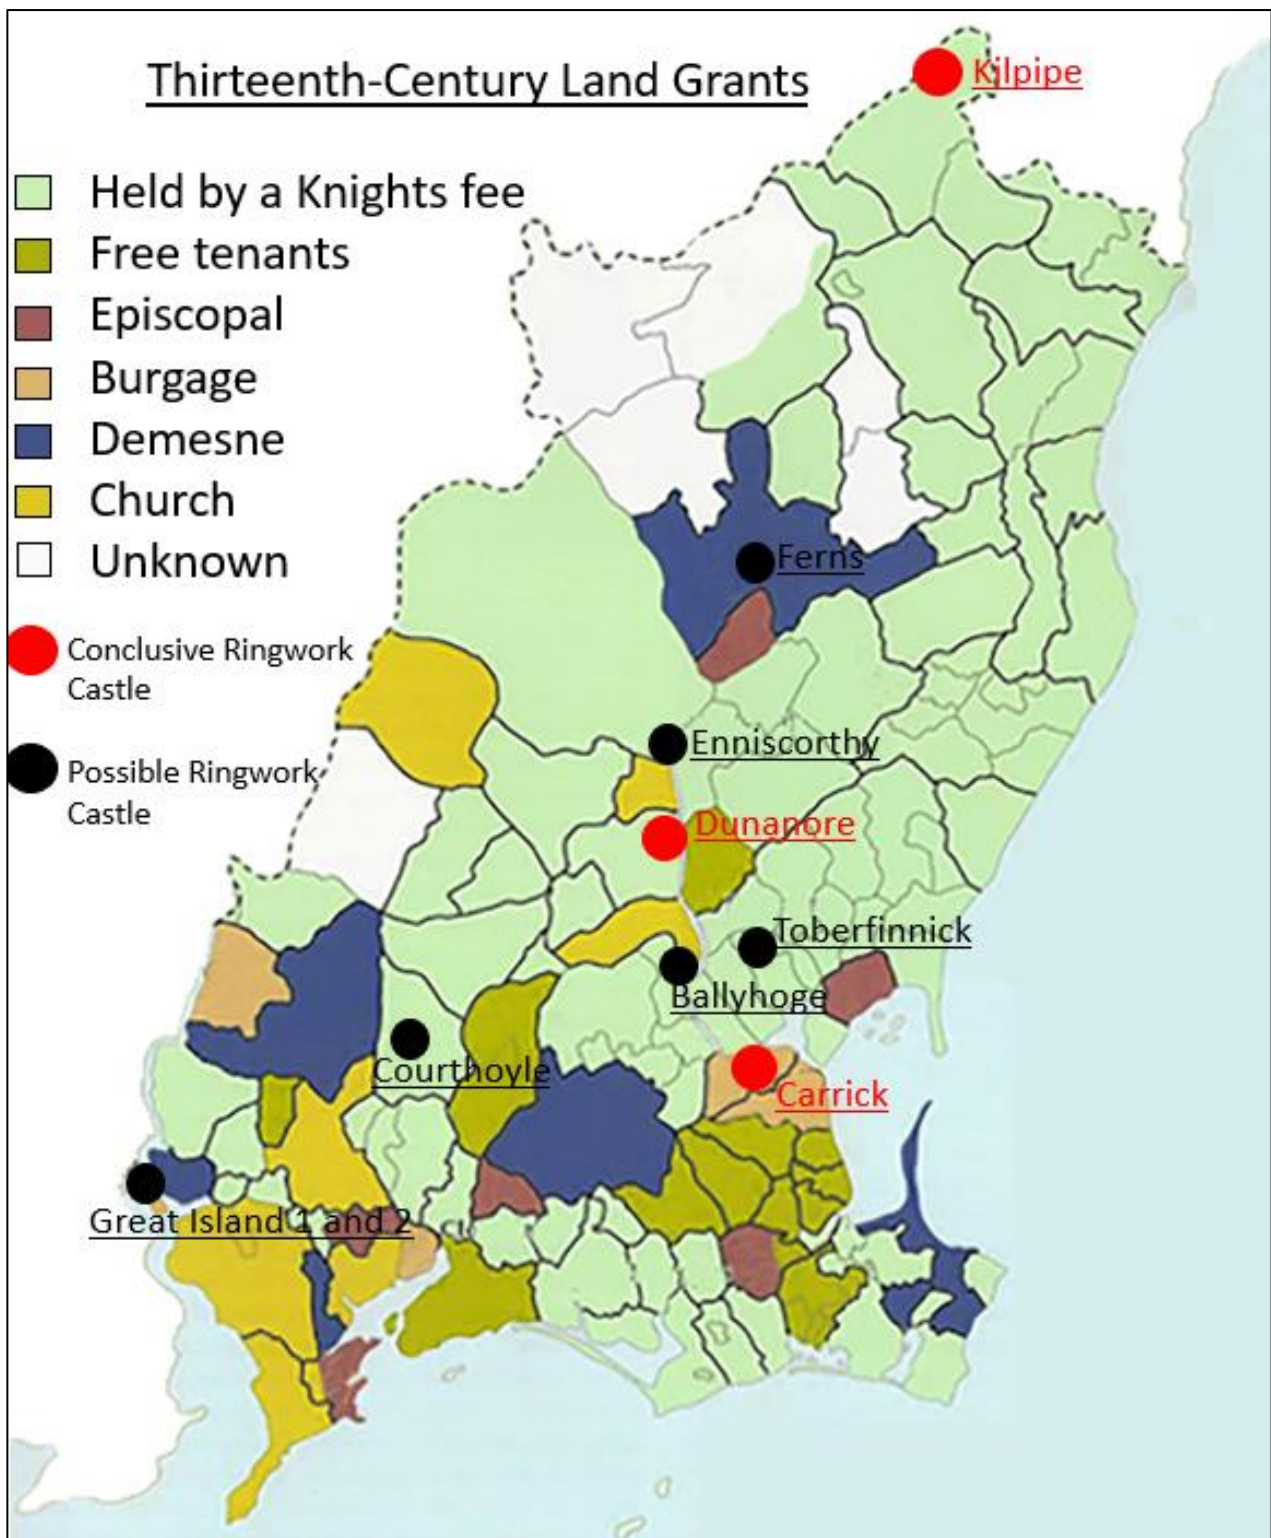 Thirteenth-Century Land Grants
Kilpipe
Held by a Knights fee
Free tenants
Episcopal
Burgage
Demesne
Church
Unknown
Conclusive Ringwork
Castle
Possible Ringwork
Castle
Ferns
Enniscorthy
Dunanore
Toberfinnick
Ballyhoge
Courthoyle
Carrick
Great Island 1 and 2